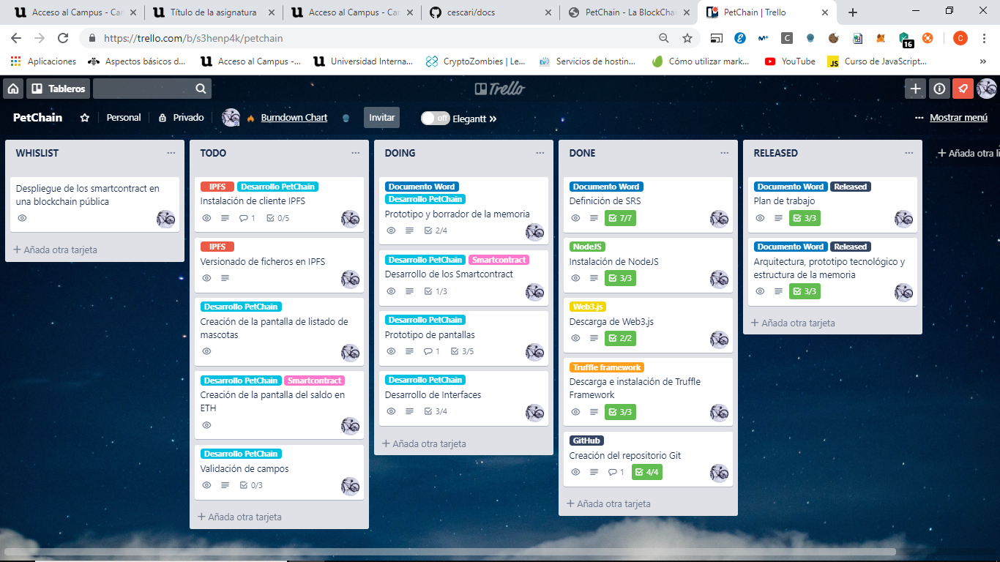 Acceso al Campus - Ca
Título de la asignatura
Acceso al Campus - Ca
cescari/docs
PetChain - La BlockCha
PetChain | Trello
https://trello.com/b/s3henp4k/petchain
16
C
Aplicaciones
Aspectos básicos d...
Acceso al Campus -...
Universidad Interna...
CryptoZombies | Le...
Servicios de hostin...
Cómo utilizar mark...
YouTube
JS
Curso de JavaScript...
Tableros
Trello
PetChain
Personal
Privado
Burndown Chart
Invitar
off
Elegantt »
Mostrar menú
WHISLIST
Despliegue de los smartcontract en
una blockchain pública
+ Añada otra tarjeta
TODO
IPFS Desarrollo PetChain
Instalación de cliente IPFS
1 0/5
IPFS
Versionado de ficheros en IPFS
Desarrollo PetChain
Creación de la pantalla de listado de
mascotas
Desarrollo PetChain Smartcontract
Creación de la pantalla del saldo en
ETH
Desarrollo PetChain
Validación de campos
0/3
+ Añada otra tarjeta
DOING
Documento Word
Desarrollo PetChain
Prototipo y borrador de la memoria
2/4
Desarrollo PetChain Smartcontract
Desarrollo de los Smartcontract
1/3
Desarrollo PetChain
Prototipo de pantallas
1 3/5
Desarrollo PetChain
Desarrollo de Interfaces
3/4
+ Añada otra tarjeta
DONE
Documento Word
Definición de SRS
7/7
NodeJS
Instalación de NodeJS
3/3
Web3.js
Descarga de Web3.js
2/2
Truffle framework
Descarga e instalación de Truffle
Framework
3/3
GitHub
Creación del repositorio Git
1 4/4
+ Añada otra tarjeta
RELEASED
Documento Word Released
Plan de trabajo
3/3
Documento Word Released
Arquitectura, prototipo tecnológico y
estructura de la memoria
3/3
+ Añada otra tarjeta
+ Añada otra li